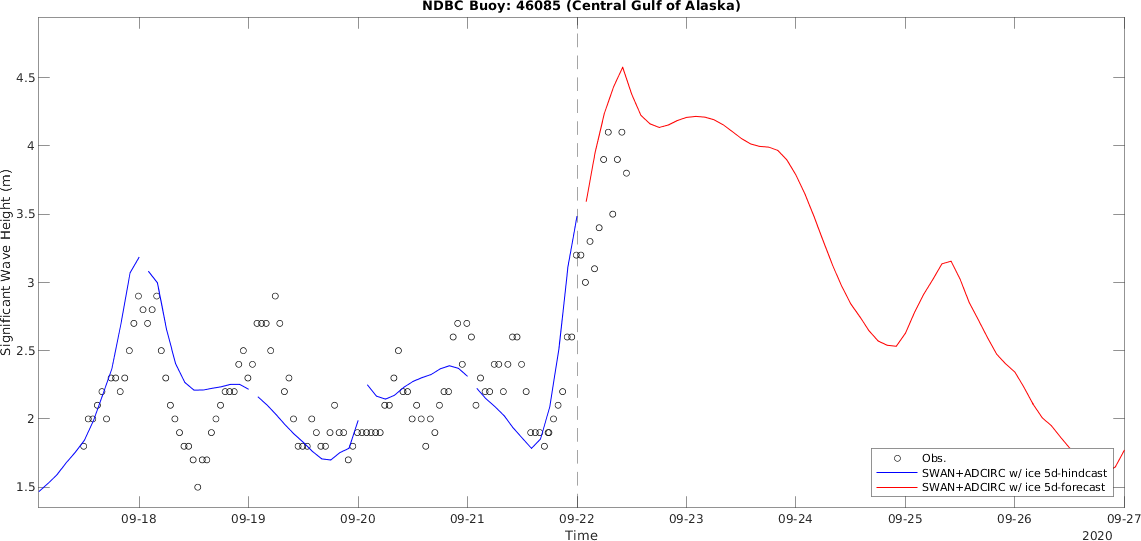 NDBC Buoy: 46085 (Central Gulf of Alaska)
Significant Wave Height (m)
4.5
4
3.5
3
2.5
2
1.5
Obs.
SWAN+ADCIRC w/ ice 5d-hindcast
SWAN+ADCIRC w/ ice 5d-forecast
09-18 09-19 09-20 09-21 09-22 09-23 09-24 09-25 09-26 09-27
Time
2020